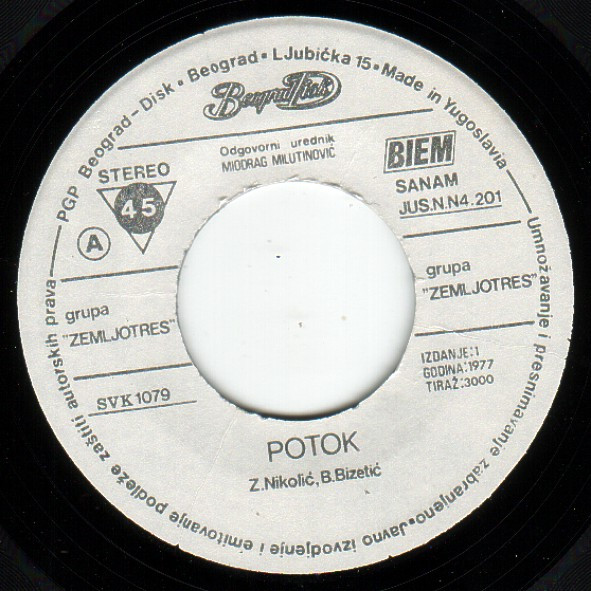 PGP Beograd-Disk • Beograd • LJubička 15 • Made in Yugoslavia
Umnožavanje i presnimavanje zabranjeno • Javno izvodjenje i emitovanje podleže zaštiti autorskih prava
Beograd Disk
Odgovorni urednik
MIODRAG MILUTINOVIĆ
STEREO
45
A
BIEM
SANAM
JUS.N.N4.201
grupa
"ZEMLJOTRES"
grupa
"ZEMLJOTRES"
SVK 1079
IZDANJE:1
GODINA:1977
TIRAŽ:3000
POTOK
Z.Nikolić, B.Bizetić